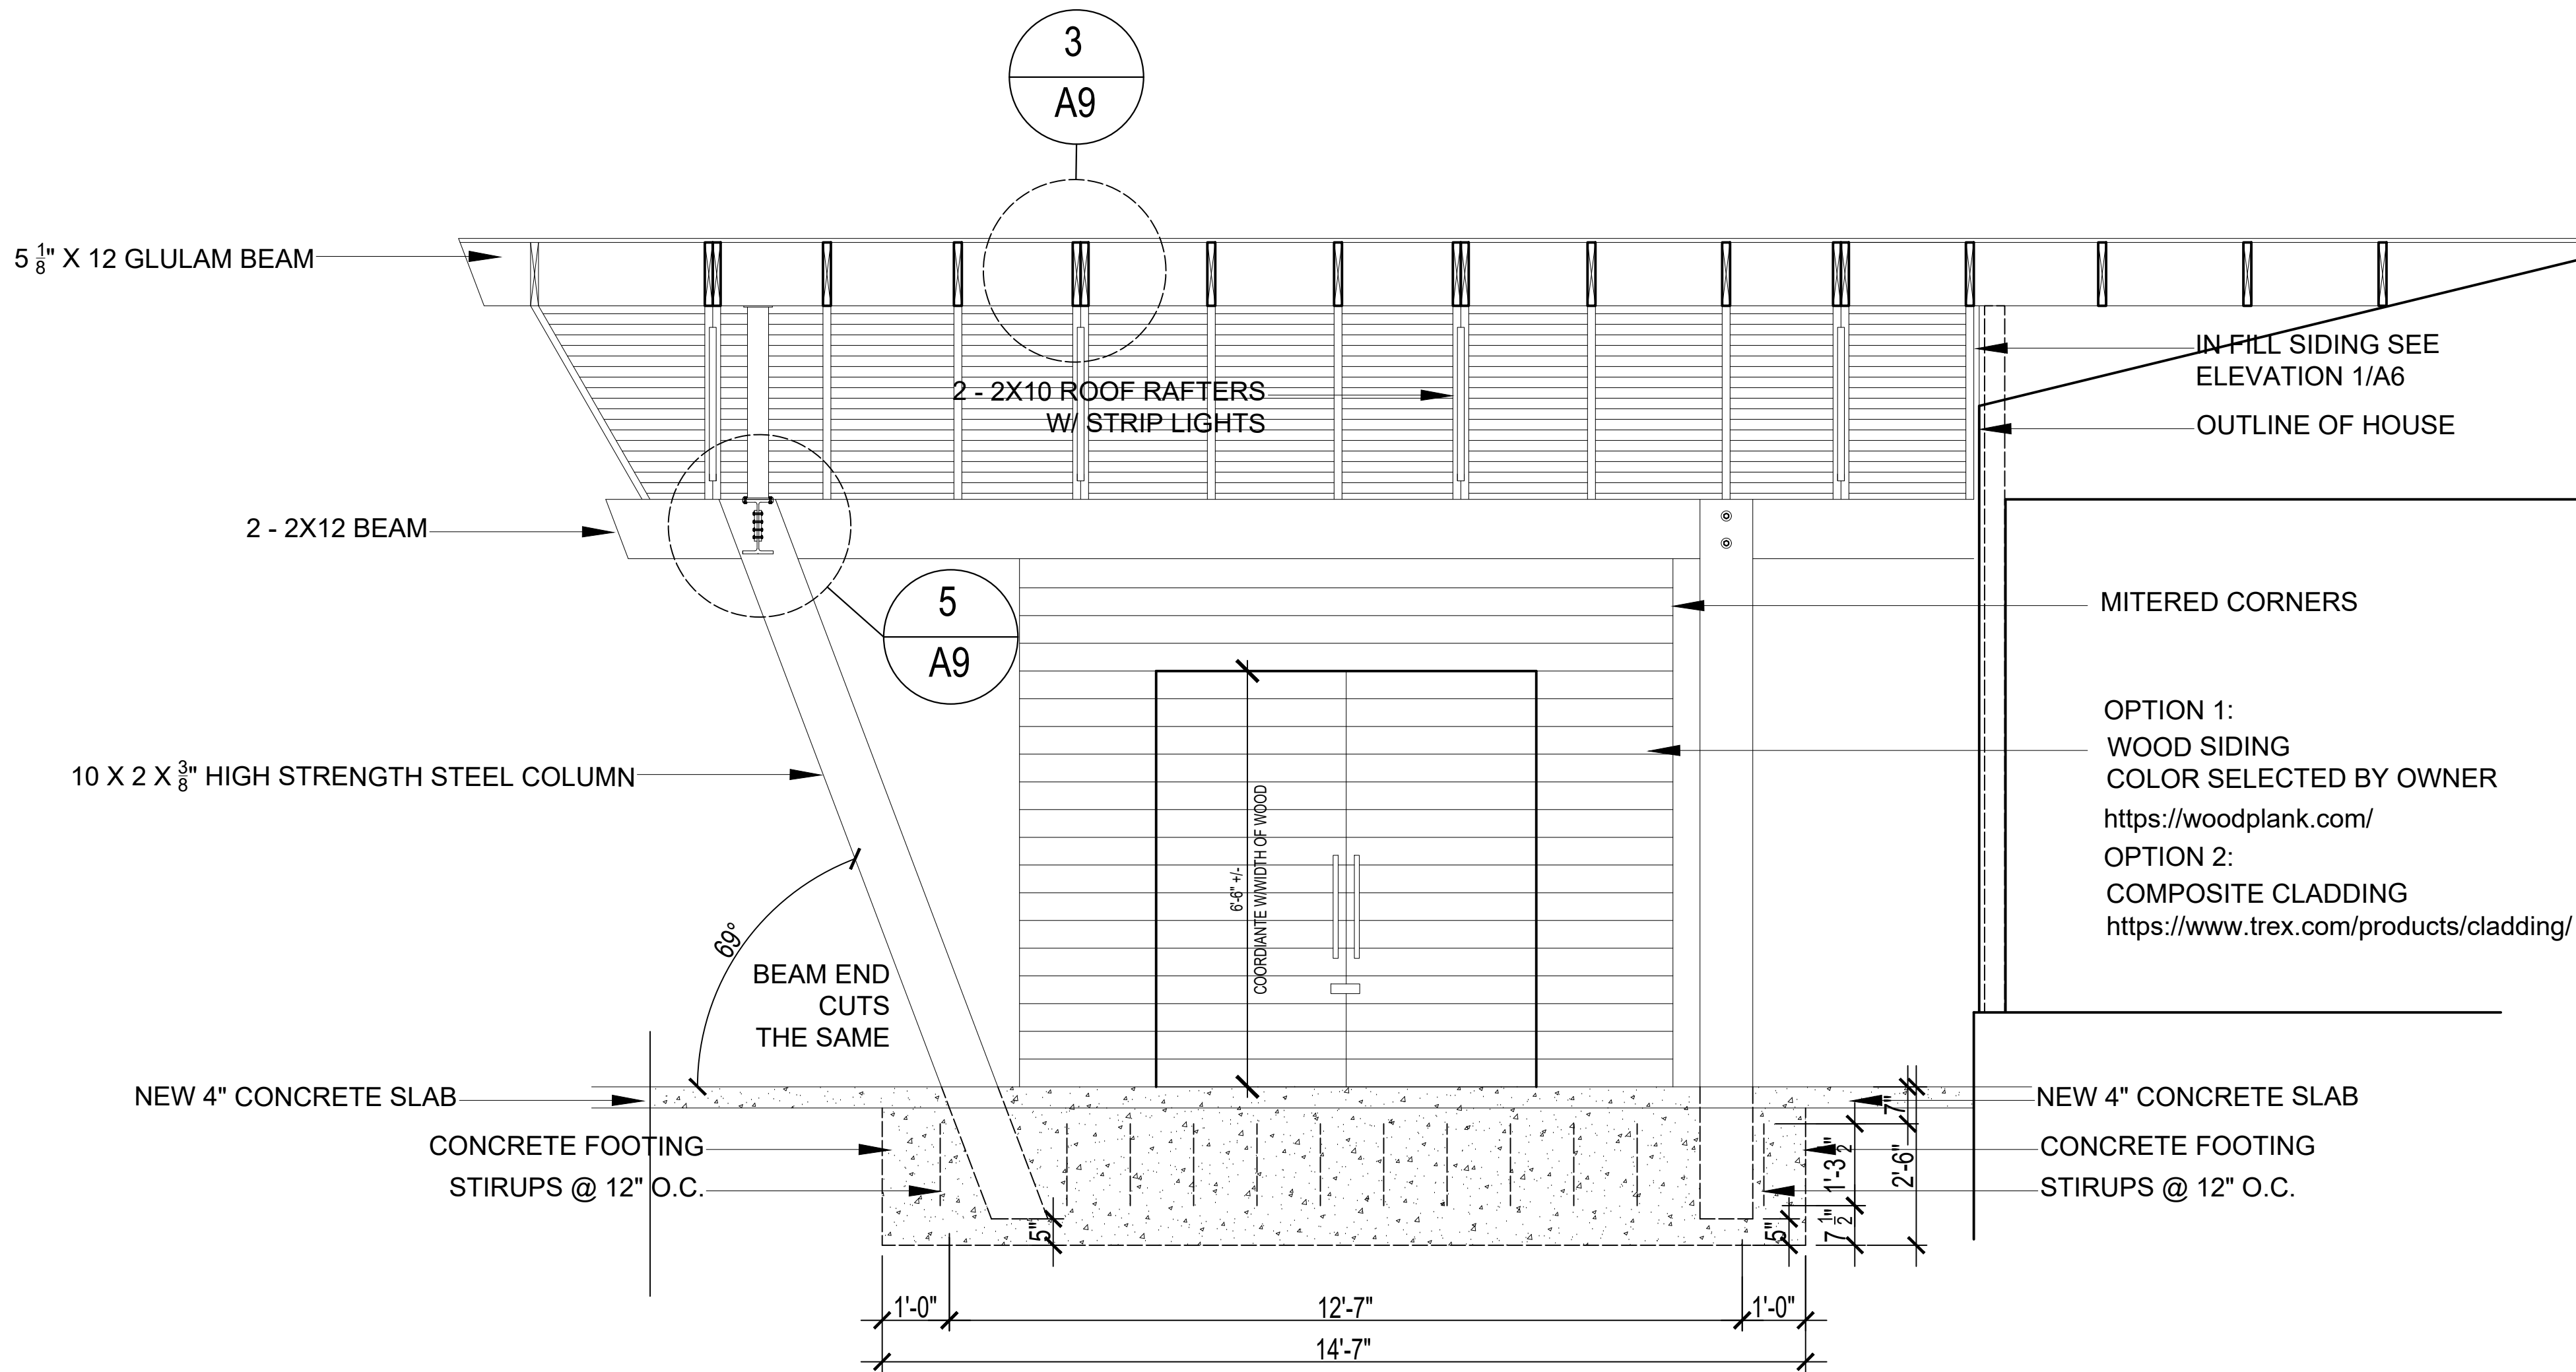 3
A9
5 1/8" X 12 GLULAM BEAM
IN FILL SIDING SEE
ELEVATION 1/A6
2 - 2X10 ROOF RAFTERS
W/ STRIP LIGHTS
OUTLINE OF HOUSE
2 - 2X12 BEAM
5
A9
MITERED CORNERS
OPTION 1:
WOOD SIDING
COLOR SELECTED BY OWNER
https://woodplank.com/
OPTION 2:
COMPOSITE CLADDING
https://www.trex.com/products/cladding/
10 X 2 X 3/8" HIGH STRENGTH STEEL COLUMN
6'-6" +/-
COORDIANTE W/WIDTH OF WOOD
69°
BEAM END
CUTS
THE SAME
NEW 4" CONCRETE SLAB
CONCRETE FOOTING
STIRUPS @ 12" O.C.
NEW 4" CONCRETE SLAB
CONCRETE FOOTING
STIRUPS @ 12" O.C.
7"
1'-3 1/2"
2'-6"
5"
5"
7 1/2"
1'-0"
12'-7"
1'-0"
14'-7"